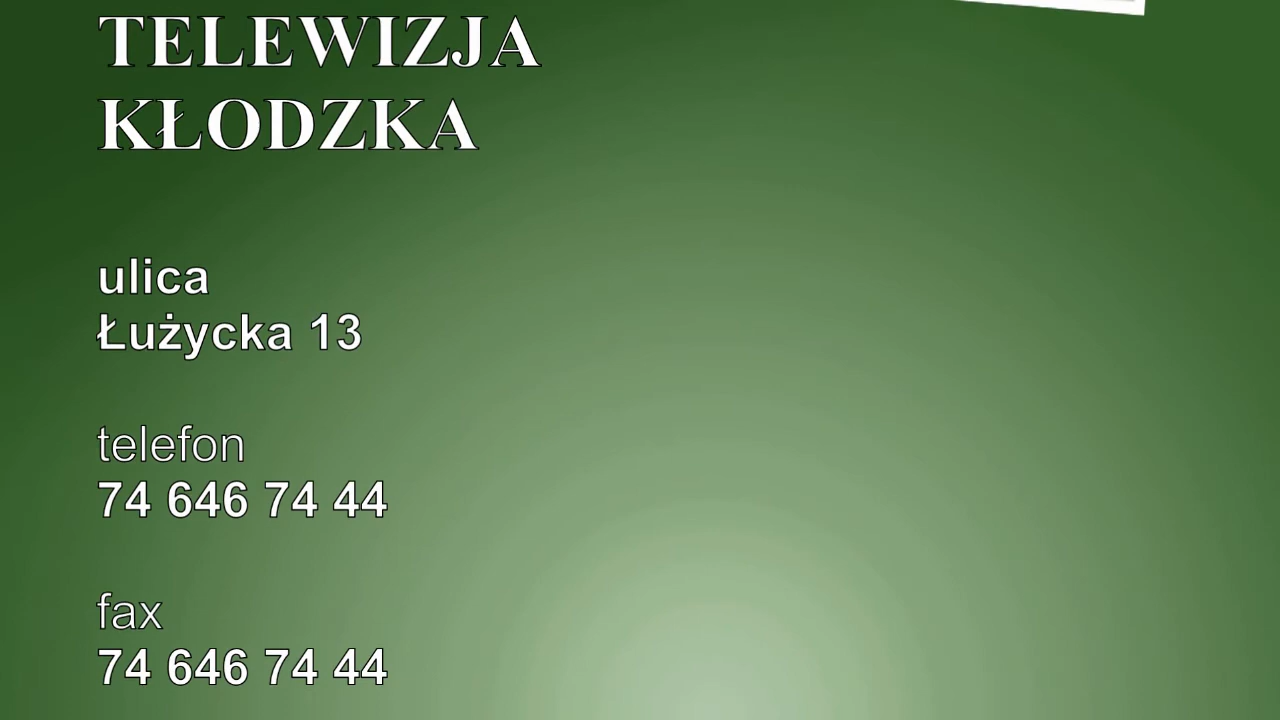 TELEWIZJA
KŁODZKA
ulica
Łużycka 13
telefon
74 646 74 44
fax
74 646 74 44